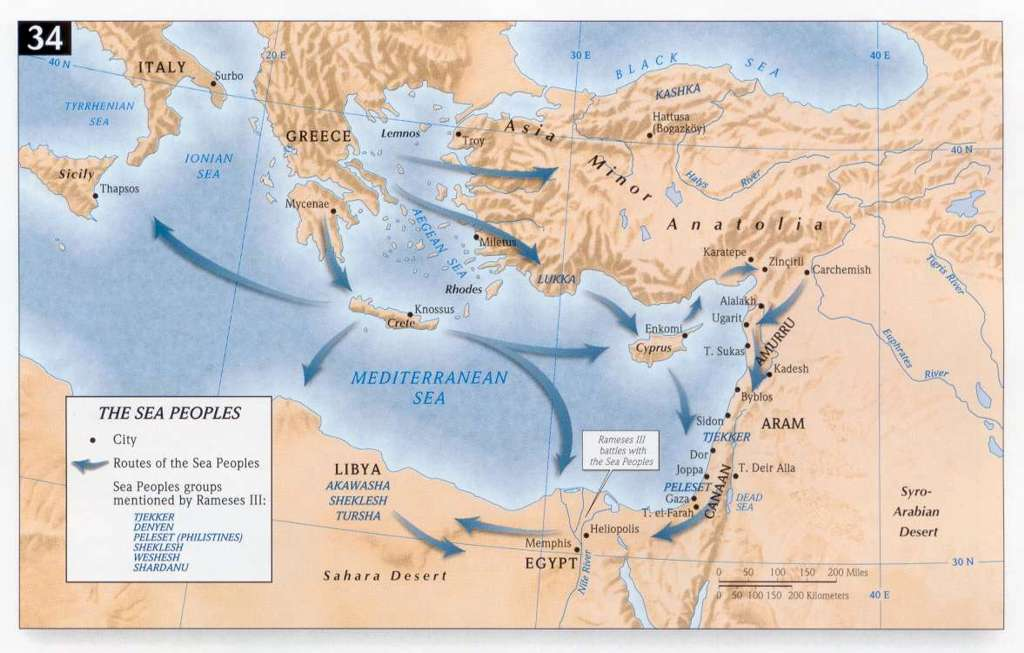 34
40 N
20 E
30 E
40 E
ITALY
Surbo
BLACK SEA
KASHKA
TYRRHENIAN
SEA
Hattusa
(Bogazköy)
GREECE
Lemnos
Troy
Asia Minor
40 N
IONIAN
SEA
Sicily
Thapsos
Halys River
Mycenae
AEGEAN SEA
Miletus
Anatolia
Karatepe
Zinçirli
Carchemish
Tigris River
LUKKA
Rhodes
Alalakh
Knossus
Crete
Ugarit
Enkomi
AMURRU
Cyprus
T. Sukas
Euphrates River
Kadesh
MEDITERRANEAN
SEA
Byblos
Sidon
ARAM
TJEKKER
THE SEA PEOPLES
City
Routes of the Sea Peoples
Sea Peoples groups
mentioned by Rameses III:
TJEKKER
DENYEN
PELESET (PHILISTINES)
SHEKLESH
WESHESH
SHARDANU
Rameses III
battles with
the Sea Peoples
Dor
Joppa
T. Deir Alla
LIBYA
AKAWASHA
SHEKLESH
TURSHA
PELESET
CANAAN
Gaza
T. el-Farah
DEAD
SEA
Syro-
Arabian
Desert
Heliopolis
Memphis
EGYPT
Nile River
Sahara Desert
30 N
0 50 100 150 200 Miles
0 50 100 150 200 Kilometers
40 E